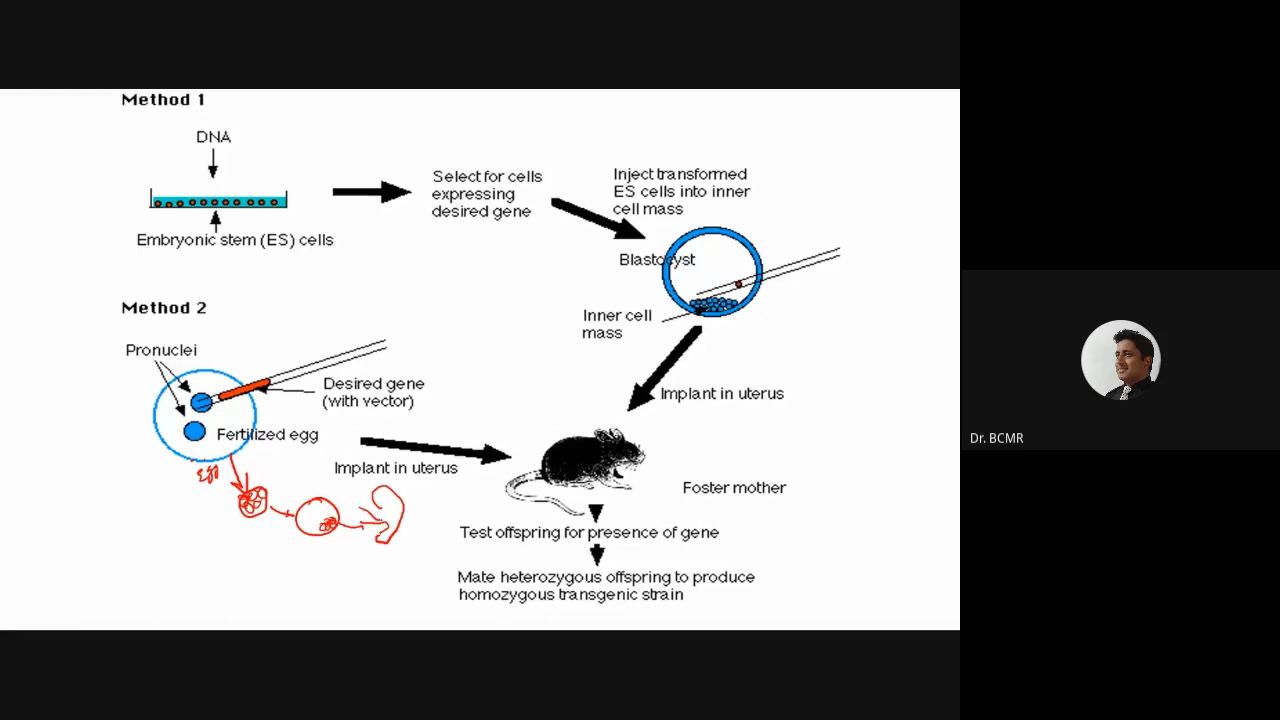 Method 1
DNA
Embryonic stem (ES) cells
Select for cells
expressing
desired gene
Inject transformed
ES cells into inner
cell mass
Blastocyst
Inner cell
mass
Implant in uterus
Method 2
Pronuclei
Desired gene
(with vector)
Fertilized egg
Implant in uterus
egg
Foster mother
Test offspring for presence of gene
Mate heterozygous offspring to produce
homozygous transgenic strain
Dr. BCMR